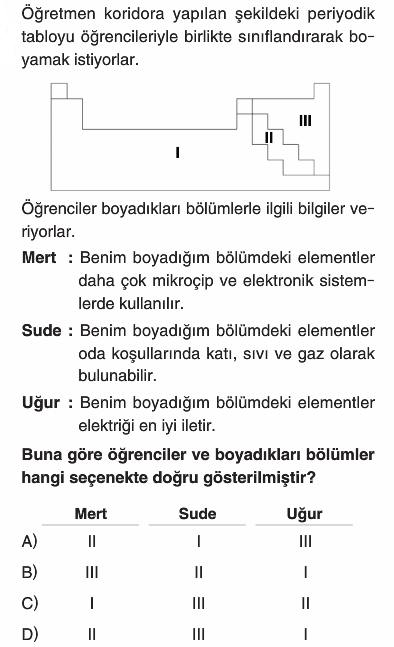 Öğretmen koridora yapılan şekildeki periyodik
tabloyu öğrencileriyle birlikte sınıflandırarak bo-
yamak istiyorlar.
III
II
I
Öğrenciler boyadıkları bölümlerle ilgili bilgiler ve-
riyorlar.
Mert : Benim boyadığım bölümdeki elementler
daha çok mikroçip ve elektronik sistem-
lerde kullanılır.
Sude : Benim boyadığım bölümdeki elementler
oda koşullarında katı, sıvı ve gaz olarak
bulunabilir.
Uğur : Benim boyadığım bölümdeki elementler
elektriği en iyi iletir.
Buna göre öğrenciler ve boyadıkları bölümler
hangi seçenekte doğru gösterilmiştir?
Mert Sude Uğur
A) II I III
B) III II I
C) I III II
D) II III I